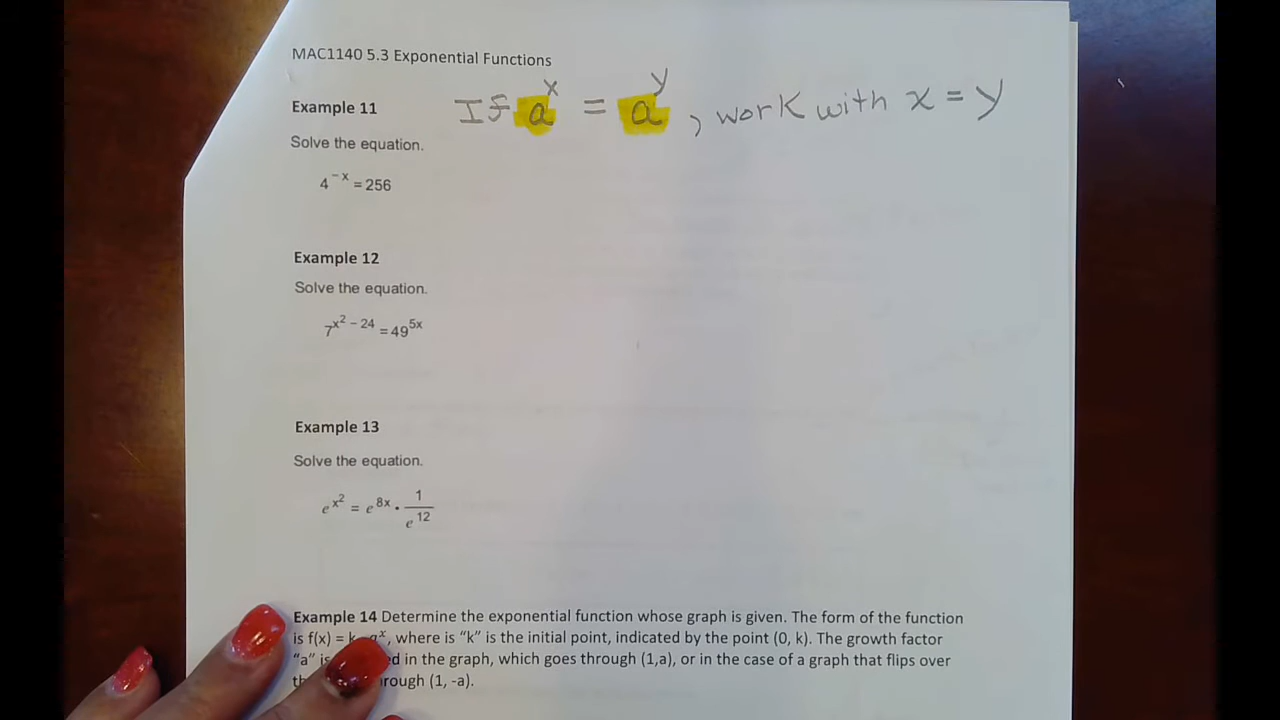 MAC1140 5.3 Exponential Functions
Example 11
If a^x = a^y, work with x = y
Solve the equation.
4^-x = 256
Example 12
Solve the equation.
7^x² - 24 = 49^5x
Example 13
Solve the equation.
e^x² = e^8x · 1/e^12
Example 14 Determine the exponential function whose graph is given. The form of the function
is f(x) = k a^x, where is “k” is the initial point, indicated by the point (0, k). The growth factor
“a” is in the graph, which goes through (1,a), or in the case of a graph that flips over
through (1, -a).